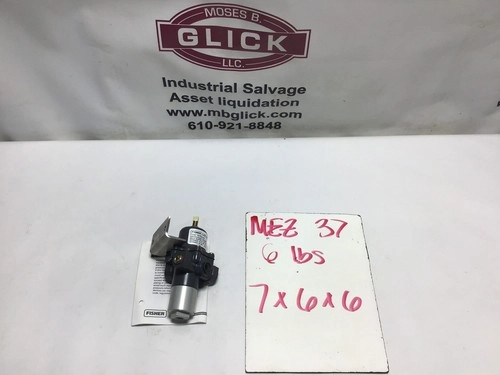 MOSES B.
GLICK
LLC.
Industrial Salvage
Asset liquidation
www.mbglick.com
610-921-8848
MEZ 37
6 lbs
7x6x6
FISHER